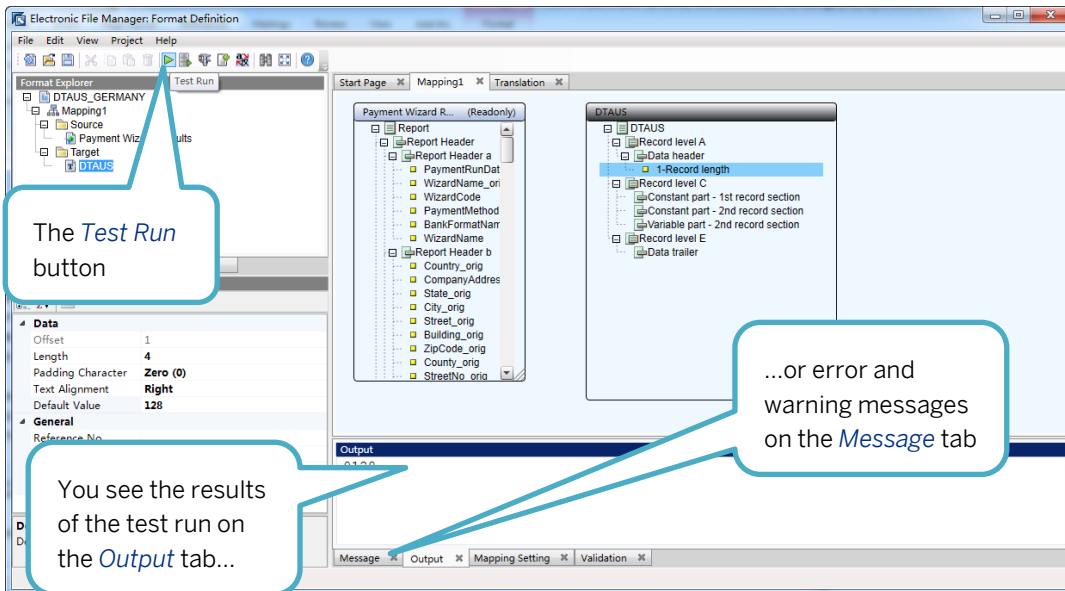 Electronic File Manager: Format Definition
File Edit View Project Help
Test Run
Format Explorer
DTAUS_GERMANY
Mapping1
Source
Payment Wiz
ults
Target
DTAUS
The Test Run
button
Data
Offset 1
Length 4
Padding Character Zero (0)
Text Alignment Right
Default Value 128
General
Reference No
You see the results
of the test run on
the Output tab...
Start Page Mapping1 Translation
Payment Wizard R... (Readonly)
Report
Report Header
Report Header a
PaymentRunDat
WizardName_ori
WizardCode
PaymentMethod
BankFormatNam
WizardName
Report Header b
Country_orig
CompanyAddres
State_orig
City_orig
Street_orig
Building_orig
ZipCode_orig
County_orig
StreetNo_orig
DTAUS
DTAUS
Record level A
Data header
1-Record length
Record level C
Constant part - 1st record section
Constant part - 2nd record section
Variable part - 2nd record section
Record level E
Data trailer
...or error and
warning messages
on the Message tab
Output
0128
Message Output Mapping Setting Validation